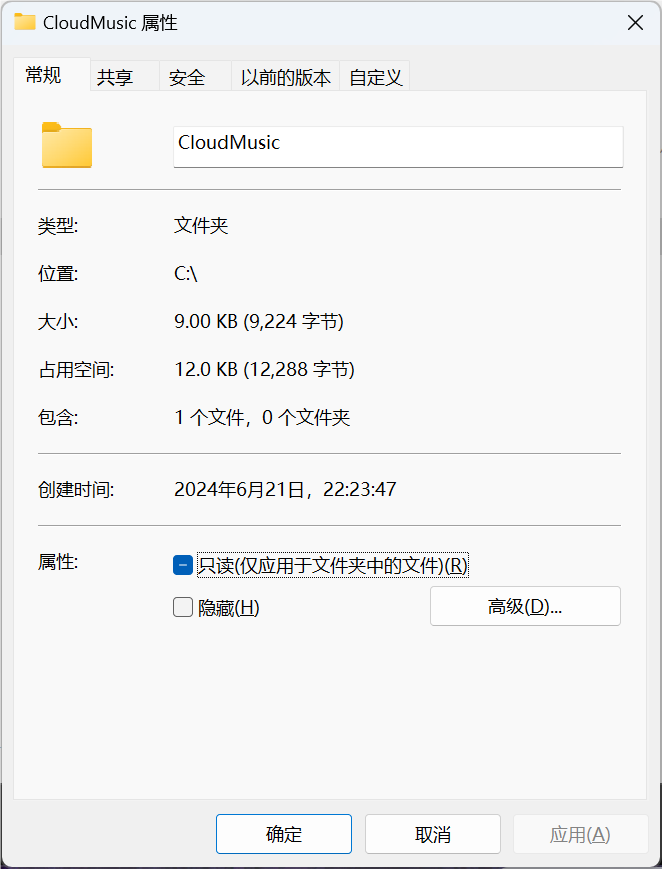 CloudMusic 属性
常规 共享 安全 以前的版本 自定义
CloudMusic
类型: 文件夹
位置: C:\
大小: 9.00 KB (9,224 字节)
占用空间: 12.0 KB (12,288 字节)
包含: 1 个文件，0 个文件夹
创建时间: 2024年6月21日，22:23:47
属性: 只读(仅应用于文件夹中的文件)(R)
隐藏(H) 高级(D)...
确定 取消 应用(A)